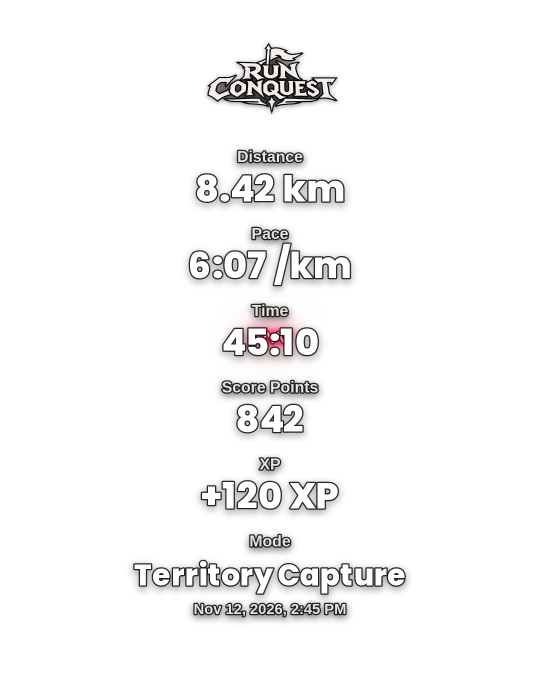 RUN
CONQUEST
Distance
8.42 km
Pace
6:07 /km
Time
45:10
Score Points
842
XP
+120 XP
Mode
Territory Capture
Nov 12, 2026, 2:45 PM